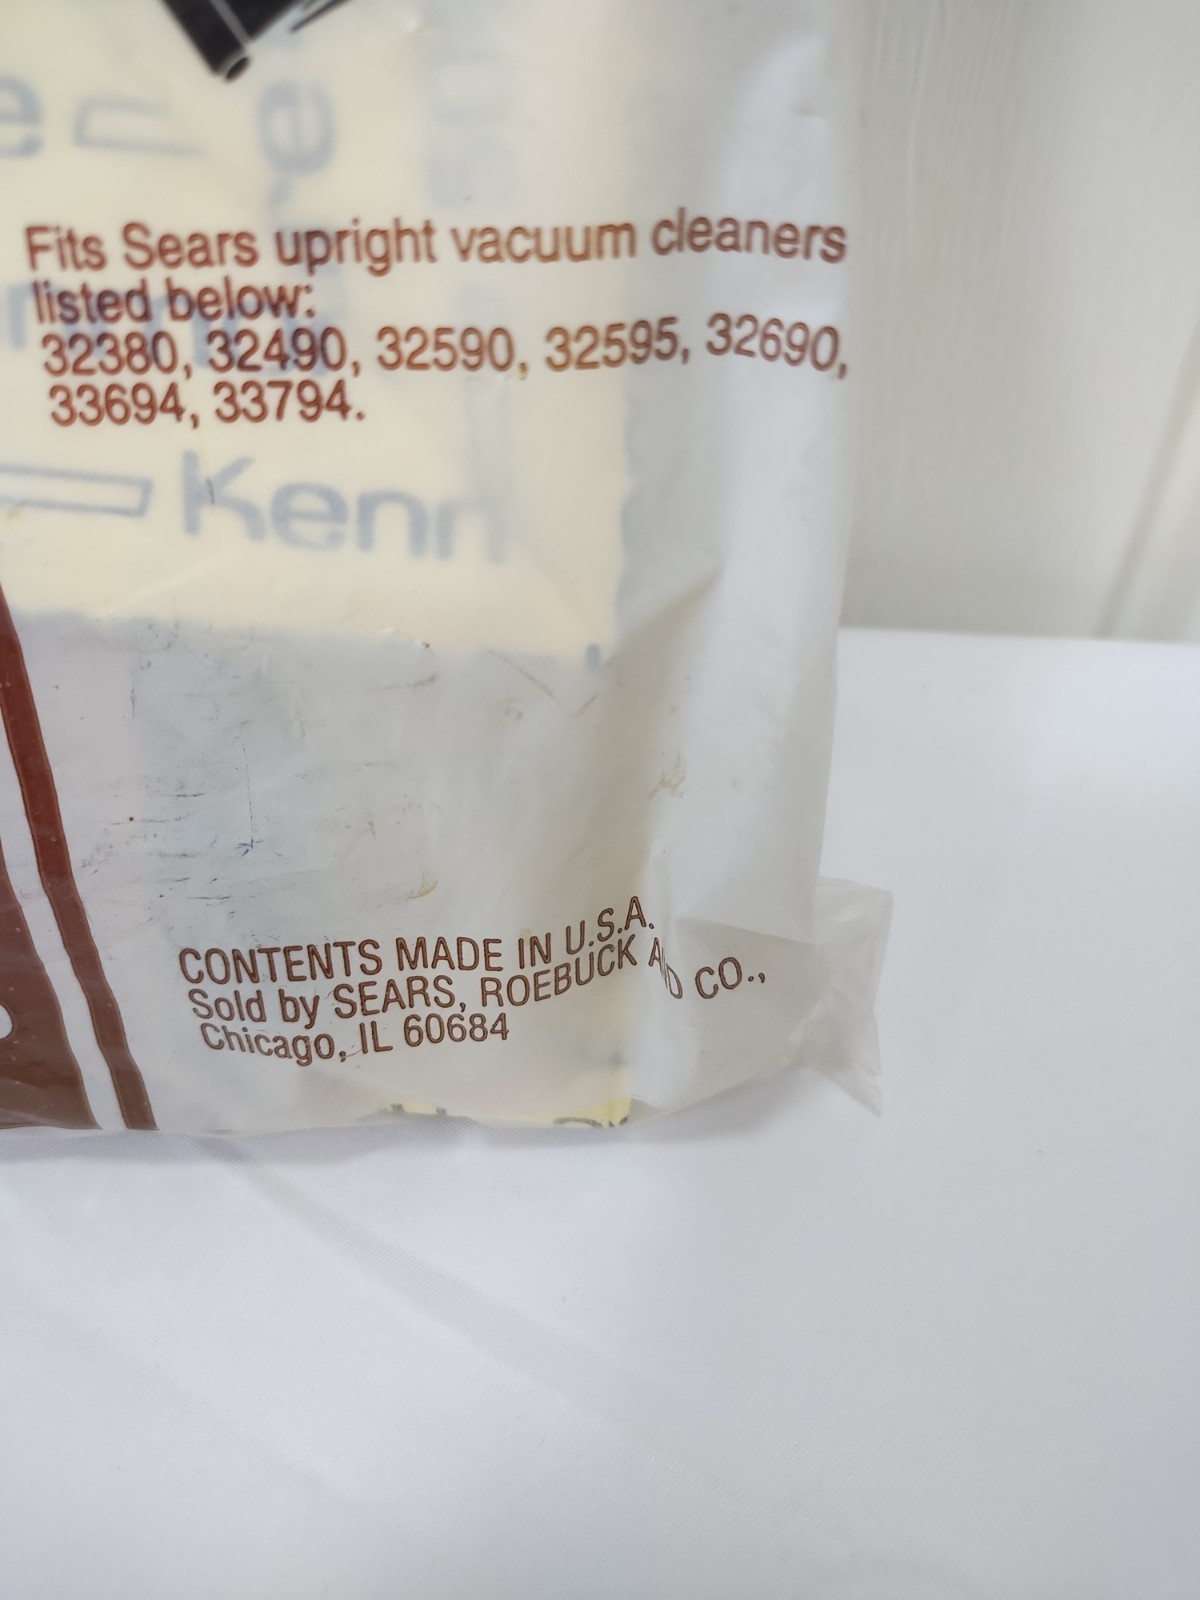 Fits Sears upright vacuum cleaners
listed below:
32380, 32490, 32590, 32595, 32690,
33694, 33794.
Kenn
CONTENTS MADE IN U.S.A.
Sold by SEARS, ROEBUCK AND CO.,
Chicago, IL 60684